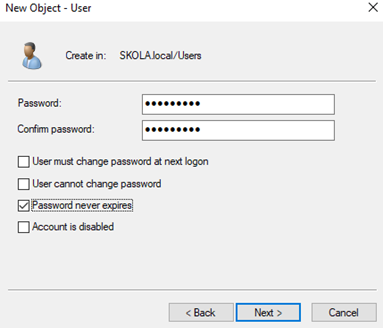 New Object - User
Create in: SKOLA.local/Users
Password: •••••••••
Confirm password: •••••••••
User must change password at next logon
User cannot change password
Password never expires
Account is disabled
< Back Next > Cancel